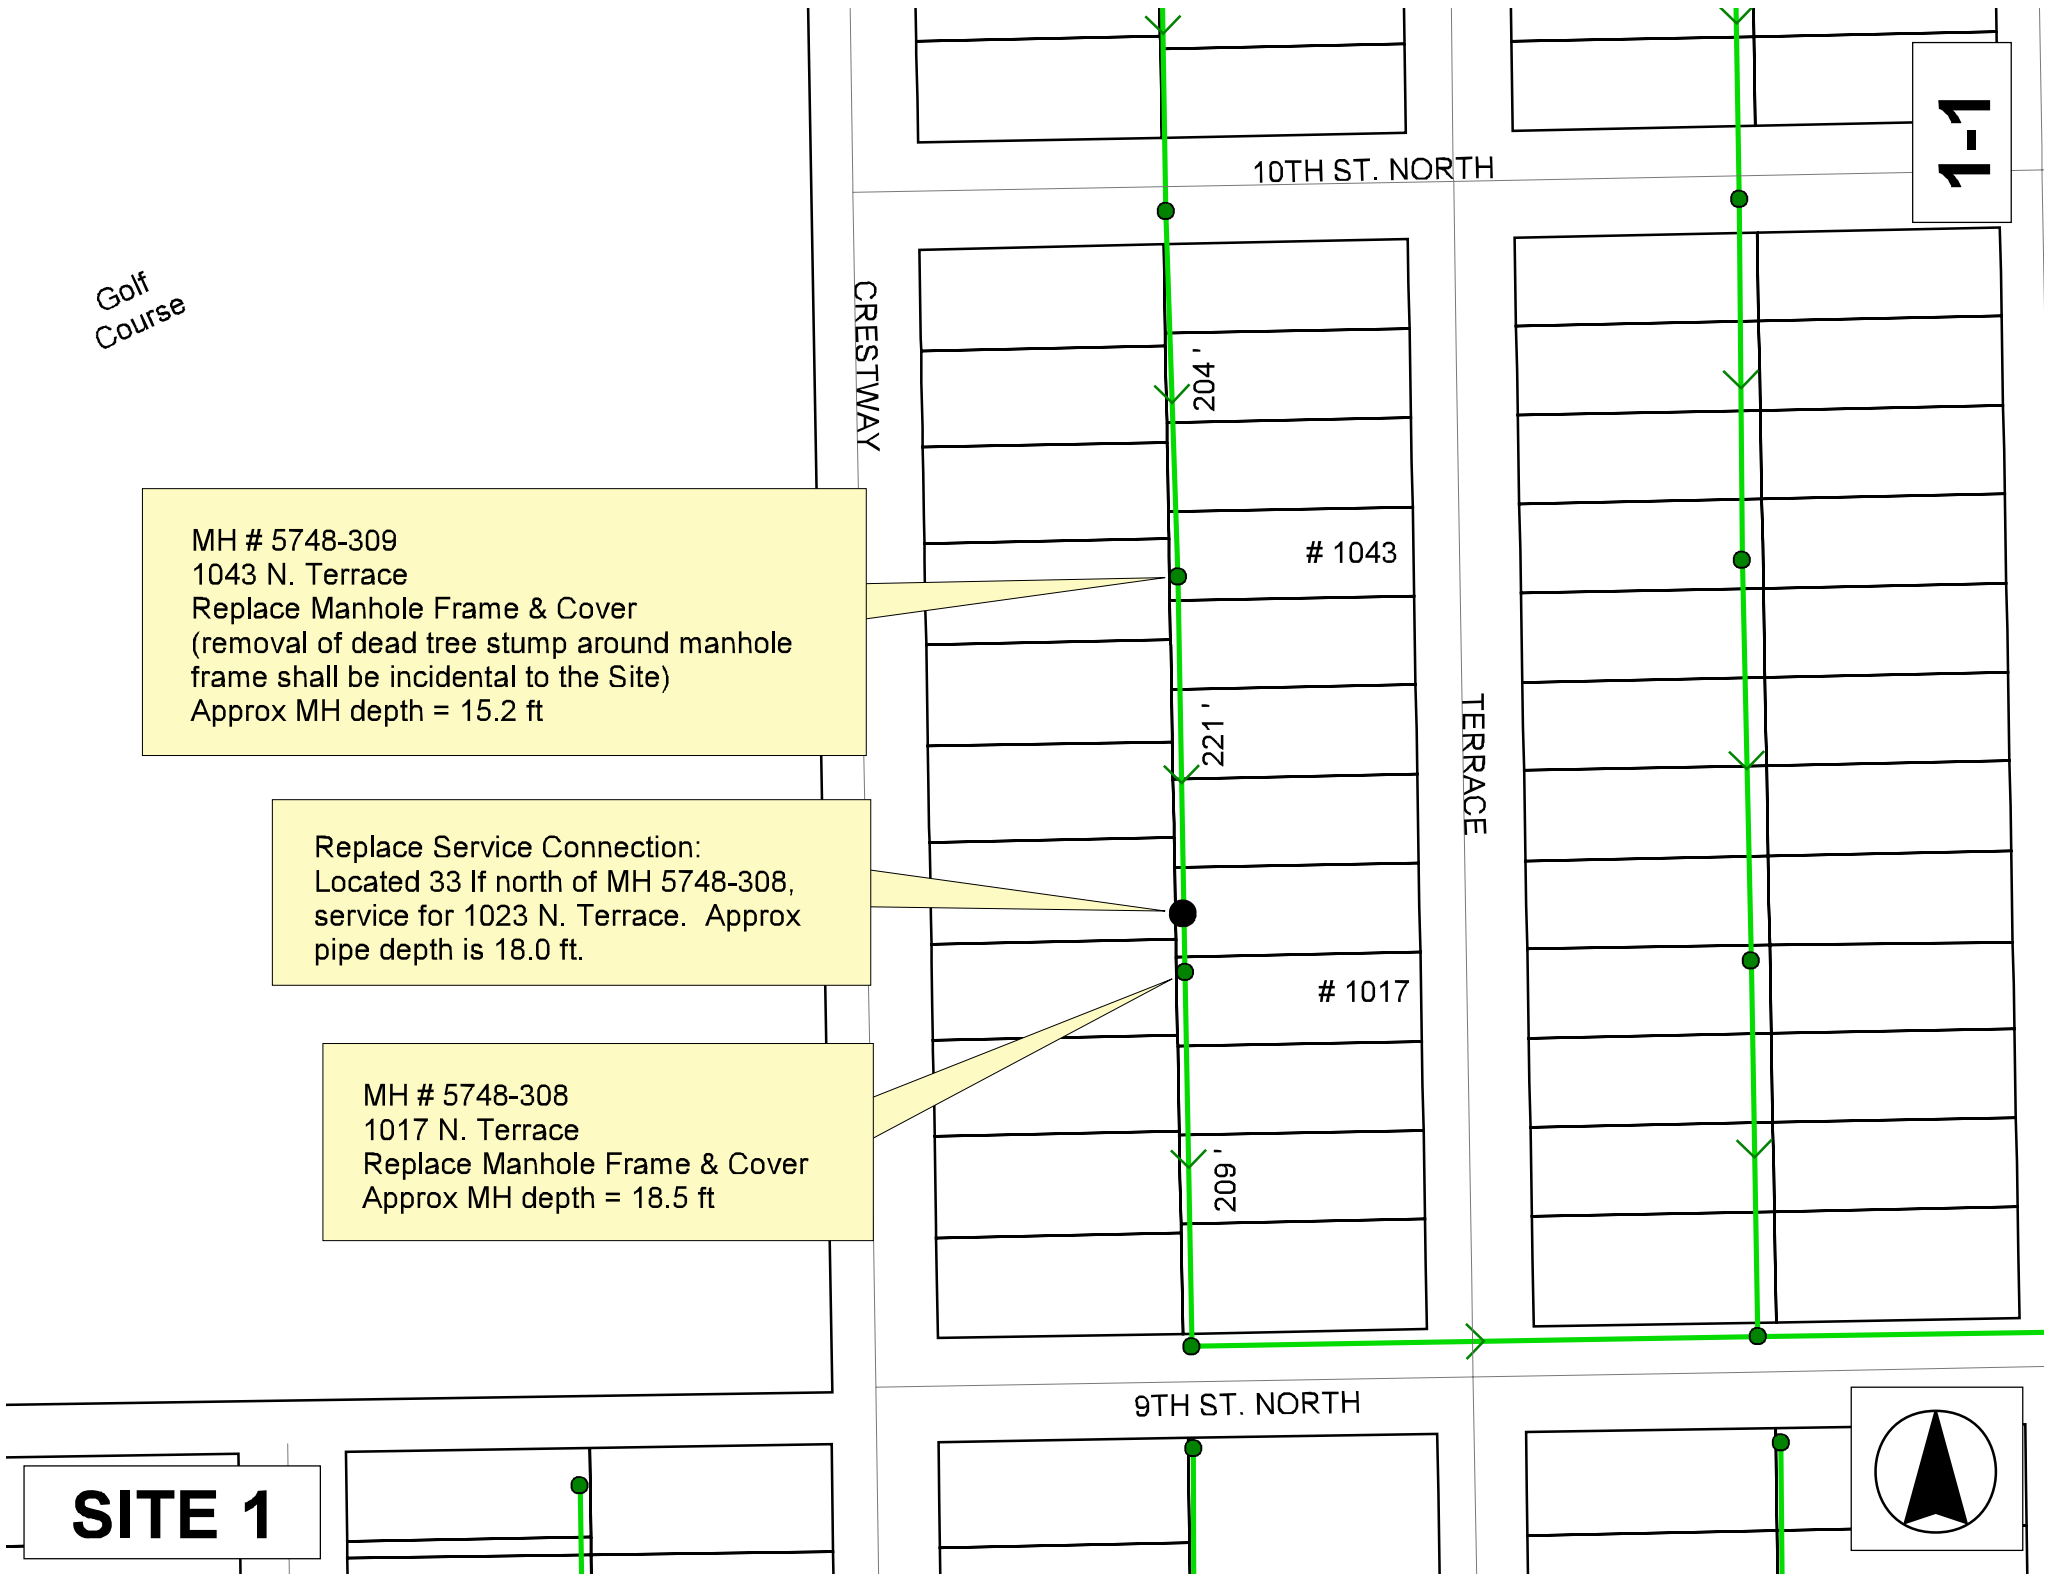 1-1
10TH ST. NORTH
Golf
Course
CRESTWAY
204 '
MH # 5748-309
1043 N. Terrace
Replace Manhole Frame & Cover
(removal of dead tree stump around manhole
frame shall be incidental to the Site)
Approx MH depth = 15.2 ft
# 1043
221 '
TERRACE
Replace Service Connection:
Located 33 lf north of MH 5748-308,
service for 1023 N. Terrace.  Approx
pipe depth is 18.0 ft.
# 1017
MH # 5748-308
1017 N. Terrace
Replace Manhole Frame & Cover
Approx MH depth = 18.5 ft
209 '
9TH ST. NORTH
SITE 1